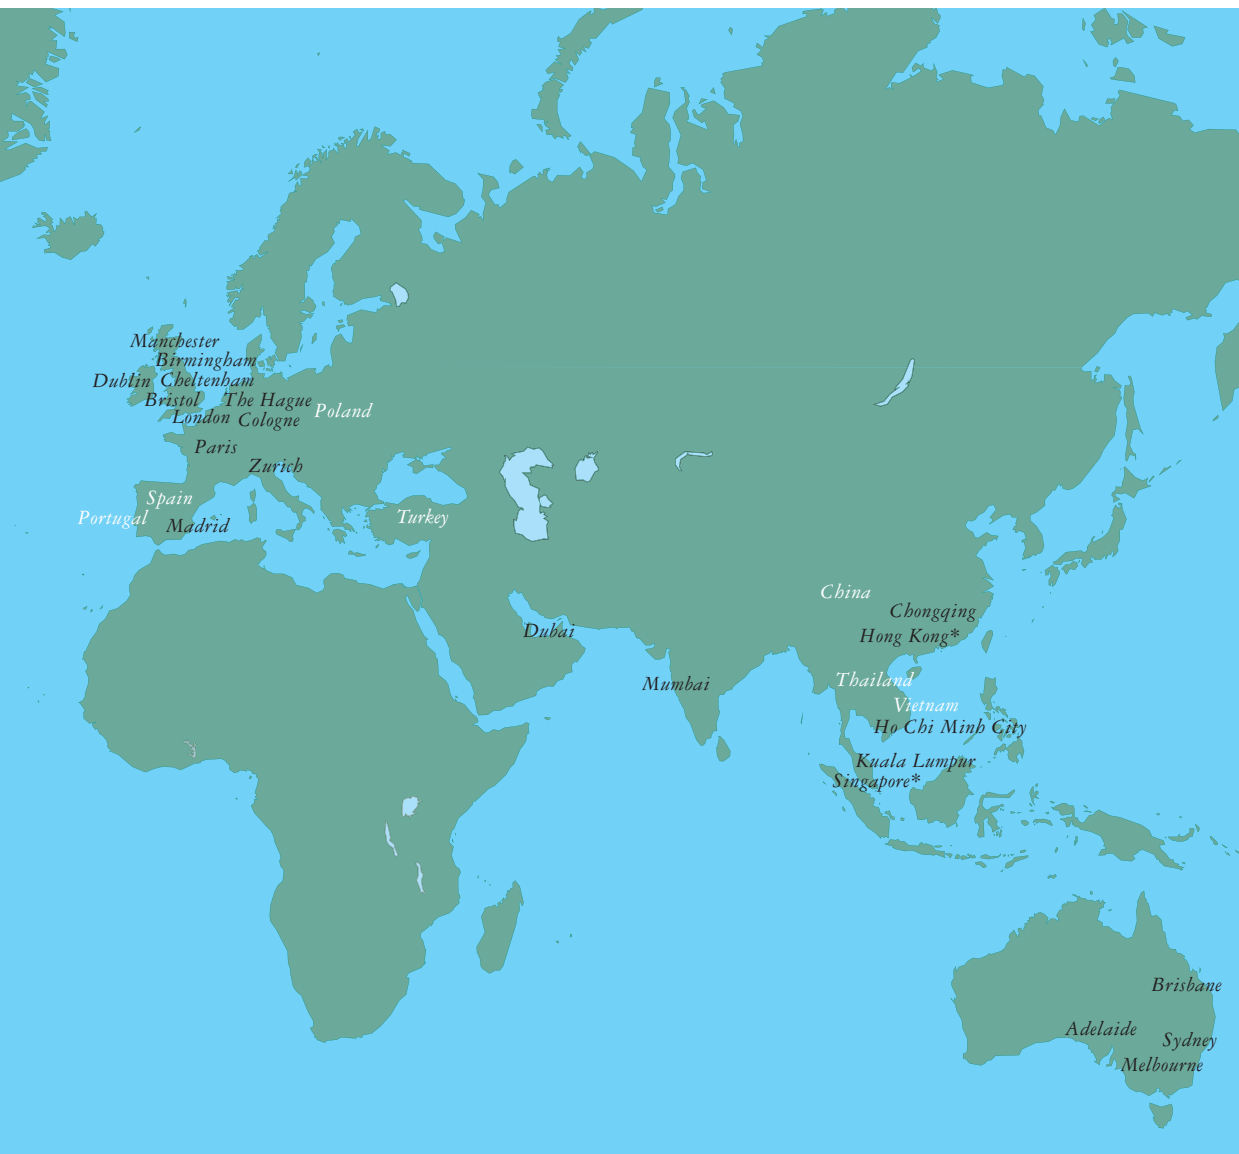 Manchester
Birmingham
Dublin Cheltenham
Bristol The Hague
London Cologne Poland
Paris
Zurich
Spain
Portugal Madrid Turkey
China
Chongqing
Dubai Hong Kong*
Mumbai Thailand
Vietnam
Ho Chi Minh City
Kuala Lumpur
Singapore*
Brisbane
Adelaide
Sydney
Melbourne